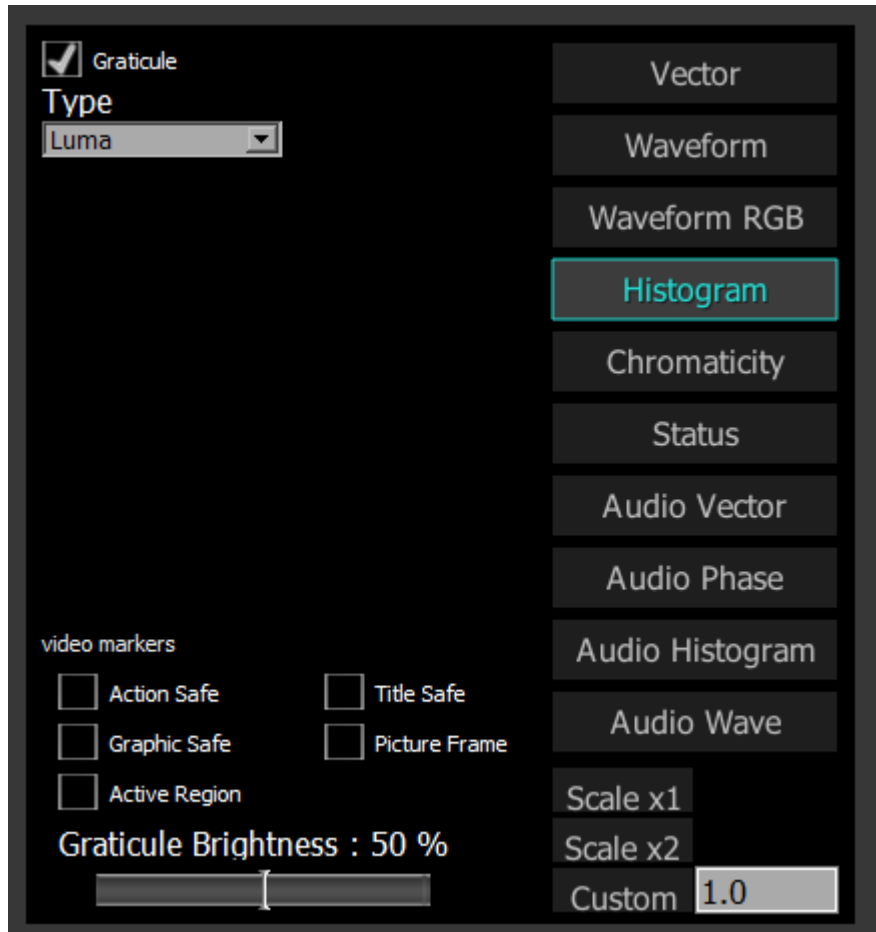 Graticule
Type
Luma
video markers
Action Safe
Title Safe
Graphic Safe
Picture Frame
Active Region
Graticule Brightness : 50 %
Vector
Waveform
Waveform RGB
Histogram
Chromaticity
Status
Audio Vector
Audio Phase
Audio Histogram
Audio Wave
Scale x1
Scale x2
Custom 1.0